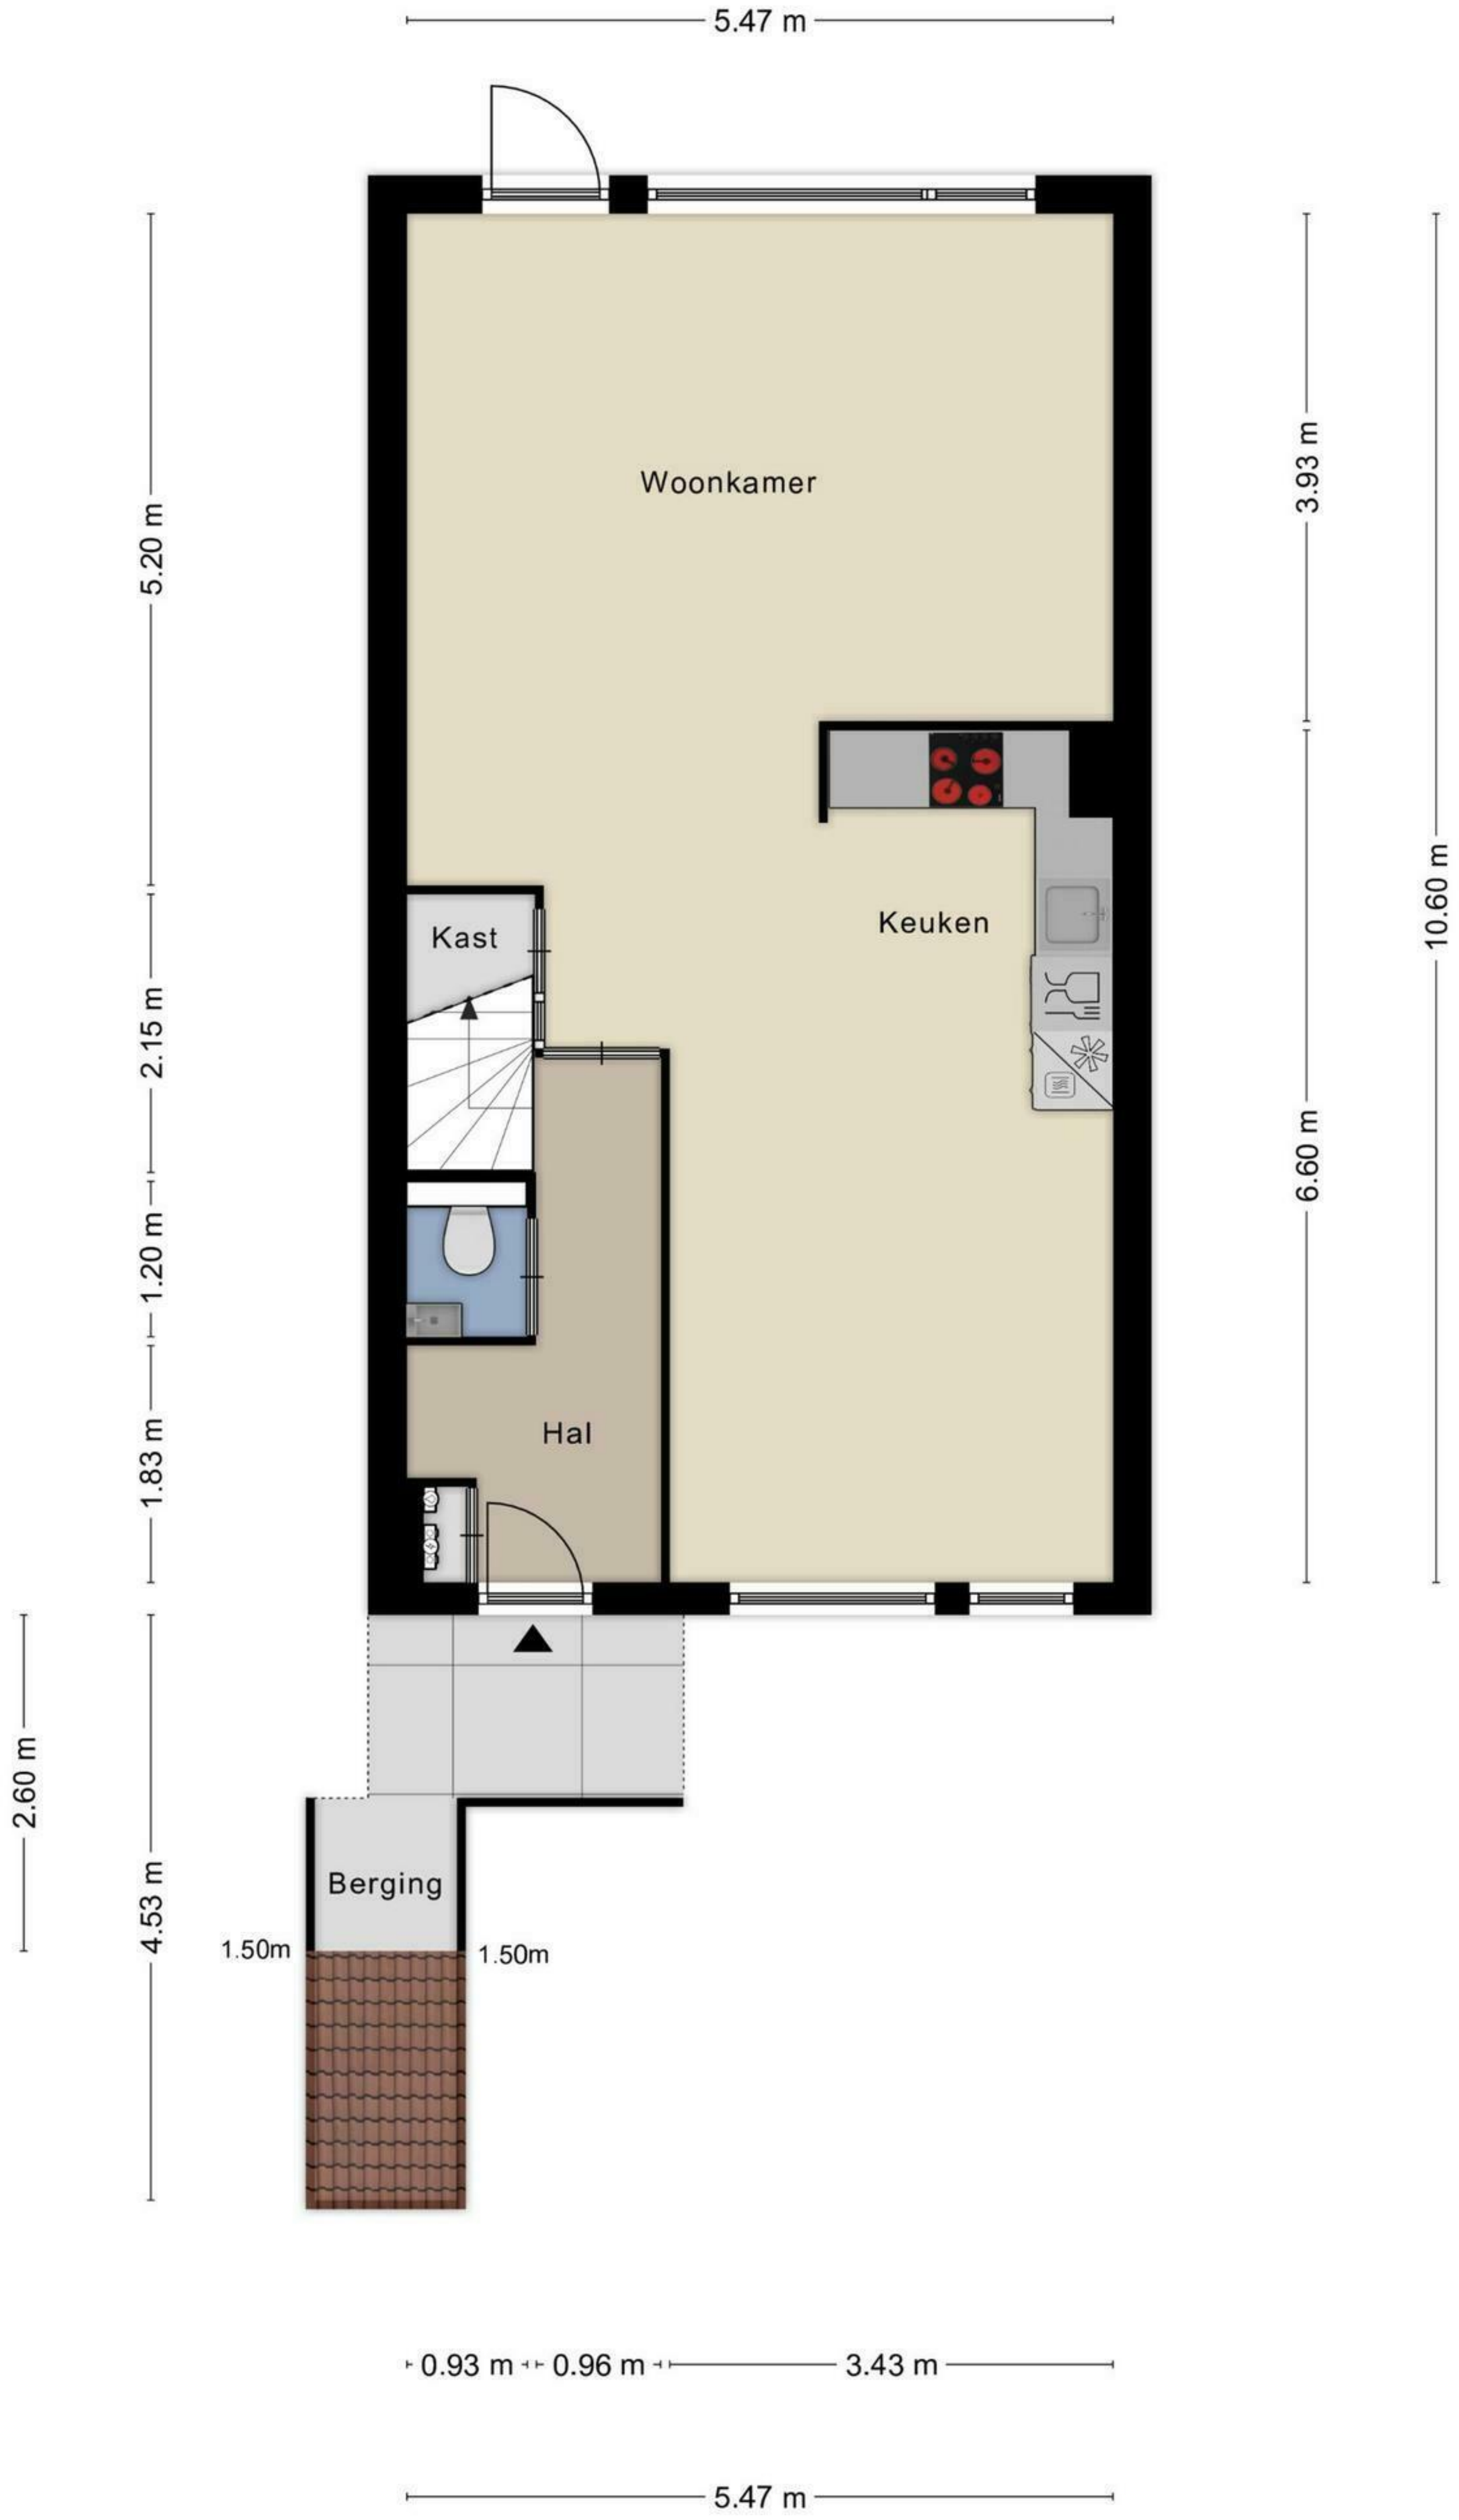 5.47 m
Woonkamer
3.93 m
5.20 m
10.60 m
Keuken
Kast
2.15 m
6.60 m
1.20 m
Hal
1.83 m
2.60 m
4.53 m
Berging
1.50m
1.50m
0.93 m
0.96 m
3.43 m
5.47 m